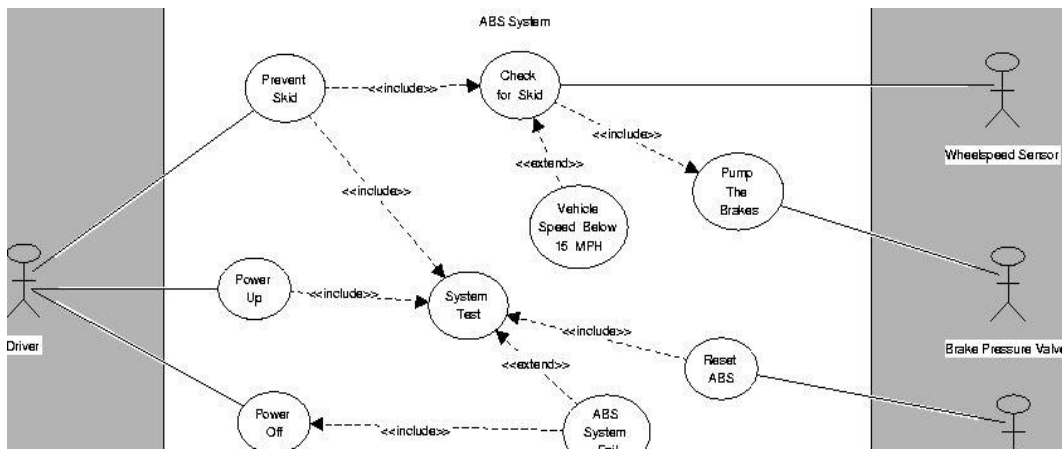 ABS System
Prevent
Skid
<<include>>
Check
for Skid
<<include>>
Wheelspeed Sensor
<<extend>>
Pump
The
Brakes
<<include>>
Vehicle
Speed Below
15 MPH
Power
Up
<<include>>
System
Test
<<include>>
Driver
Brake Pressure Valve
Reset
ABS
<<extend>>
Power
Off
<<include>>
ABS
System
Fail